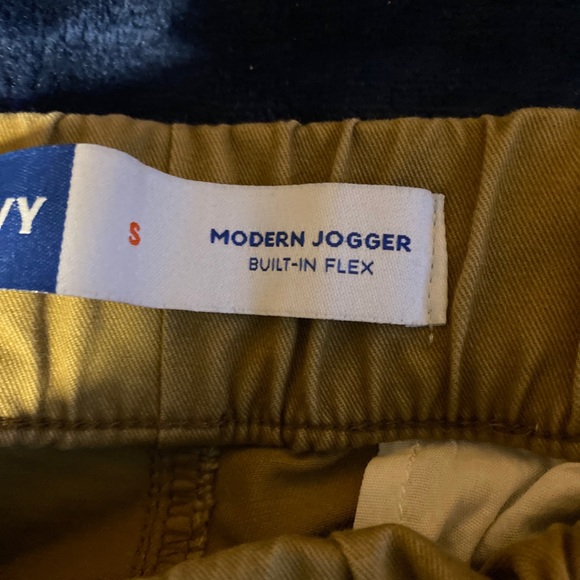 VY
S
MODERN JOGGER
BUILT-IN FLEX